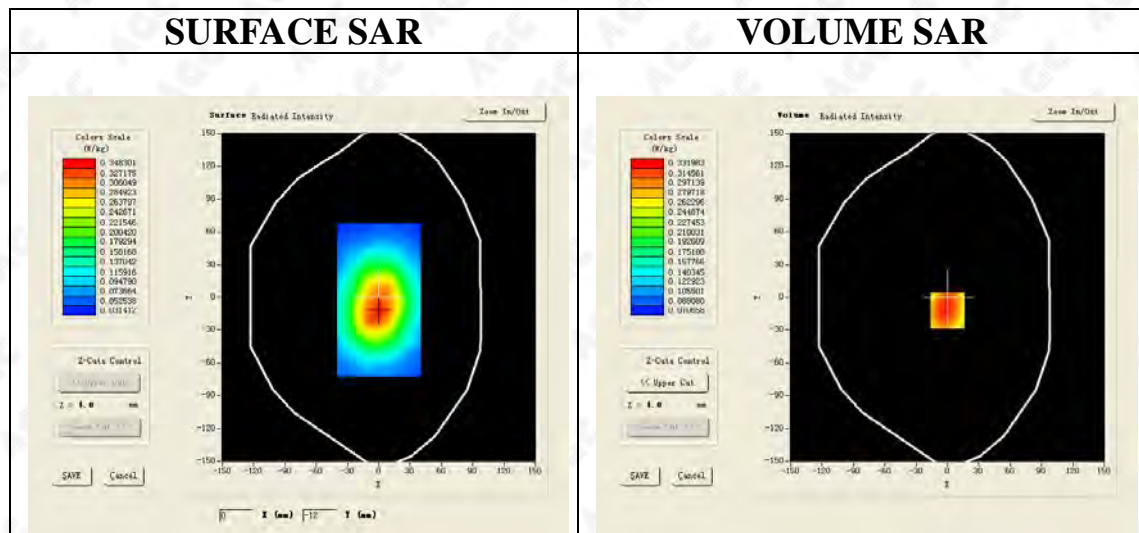 SURFACE SAR
VOLUME SAR
Surface Radiated Intensity
Zoom In/Out
Colors Scale
(W/kg)
0.348301
0.327175
0.306049
0.284923
0.263797
0.242671
0.221546
0.200420
0.179294
0.158168
0.137042
0.115916
0.094790
0.073664
0.052538
0.031412
150
120
90
60
30
0
-30
-60
-90
-120
-150
-150 -120 -90 -60 -30 0 30 60 90 120 150
X
Z-Cuts Control
<< Upper Cut
Z = 4.0 mm
SAVE
Cancel
0 X (mm) -12 Y (mm)
Volume Radiated Intensity
Zoom In/Out
Colors Scale
(W/kg)
0.331983
0.314561
0.297139
0.279718
0.262296
0.244874
0.227453
0.210031
0.192609
0.175188
0.157766
0.140345
0.122923
0.105501
0.088080
0.070658
150
120
90
60
30
0
-30
-60
-90
-120
-150
-150 -120 -90 -60 -30 0 30 60 90 120 150
X
Z-Cuts Control
<< Upper Cut
Z = 4.0 mm
SAVE
Cancel